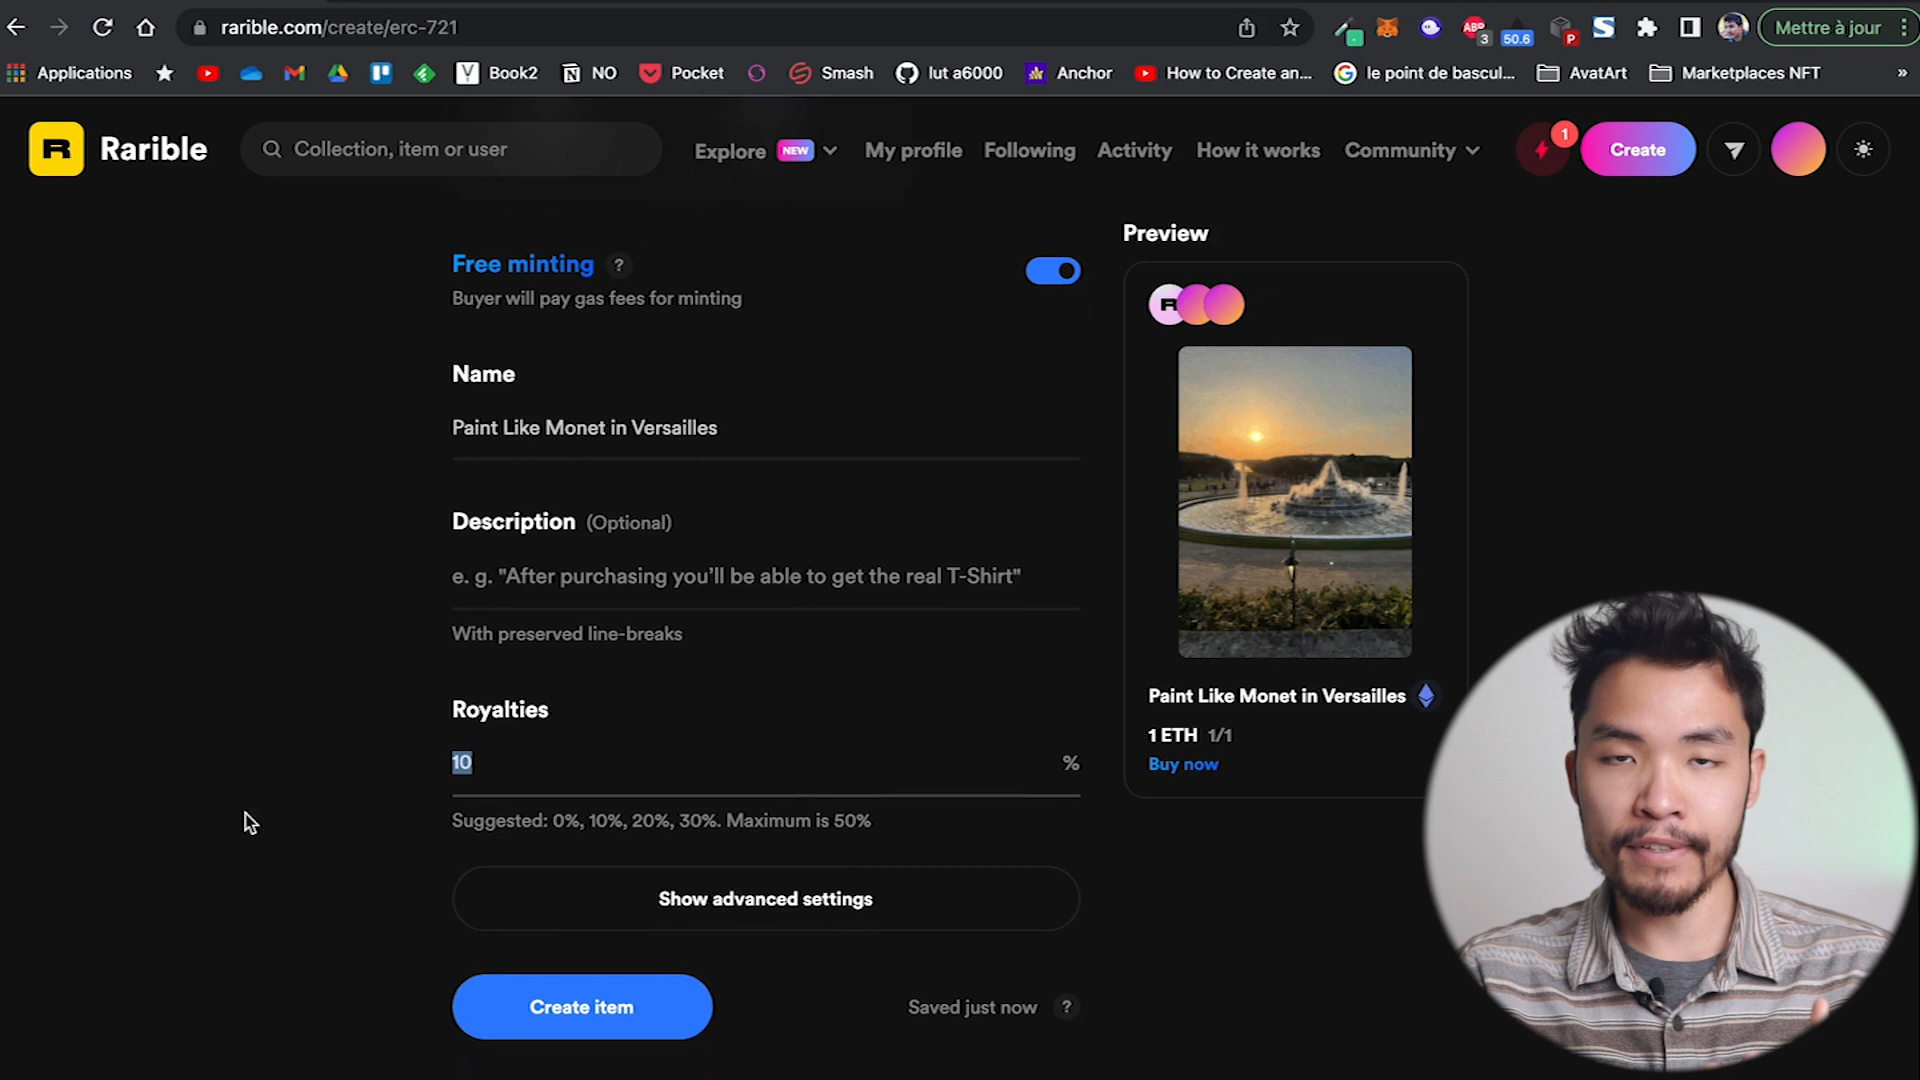 rarible.com/create/erc-721
ABP
3
50.6
P
Mettre à jour
Applications
Book2
NO
Pocket
Smash
lut a6000
Anchor
How to Create an...
le point de bascul...
AvatArt
Marketplaces NFT
»
R
Rarible
Collection, item or user
Explore NEW
My profile
Following
Activity
How it works
Community
1
Create
Free minting ?
Buyer will pay gas fees for minting
Name
Paint Like Monet in Versailles
Description (Optional)
e. g. "After purchasing you’ll be able to get the real T-Shirt"
With preserved line-breaks
Royalties
10 %
Suggested: 0%, 10%, 20%, 30%. Maximum is 50%
Show advanced settings
Create item
Saved just now ?
Preview
R
Paint Like Monet in Versailles
1 ETH 1/1
Buy now